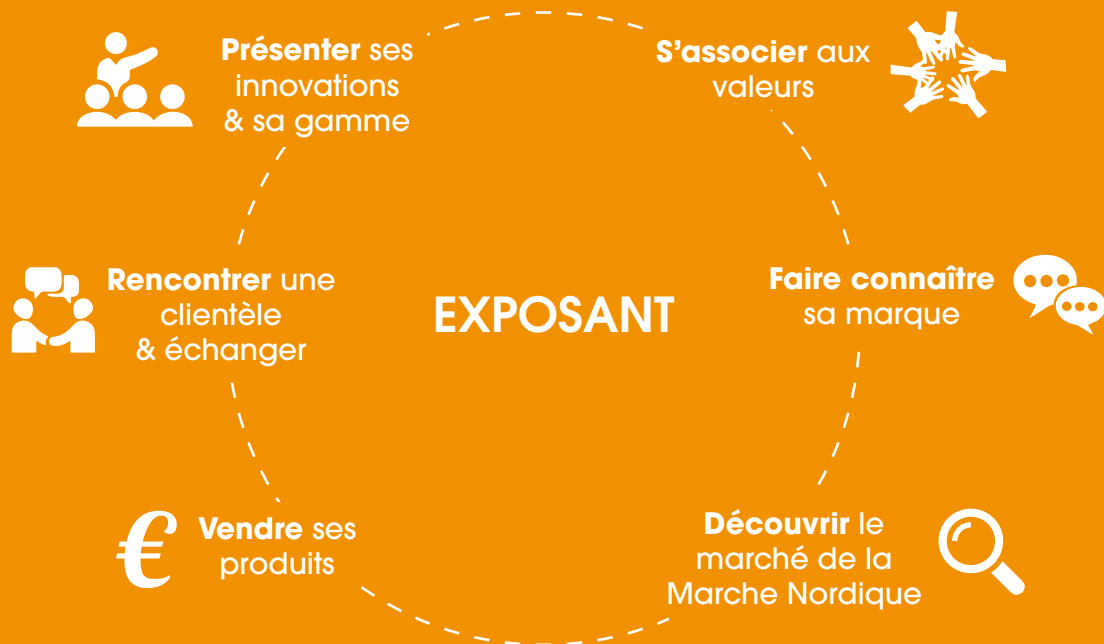 Présenter ses
innovations
& sa gamme
S'associer aux
valeurs
Rencontrer une
clientèle
& échanger
EXPOSANT
Faire connaître
sa marque
€
Vendre ses
produits
Découvrir le
marché de la
Marche Nordique